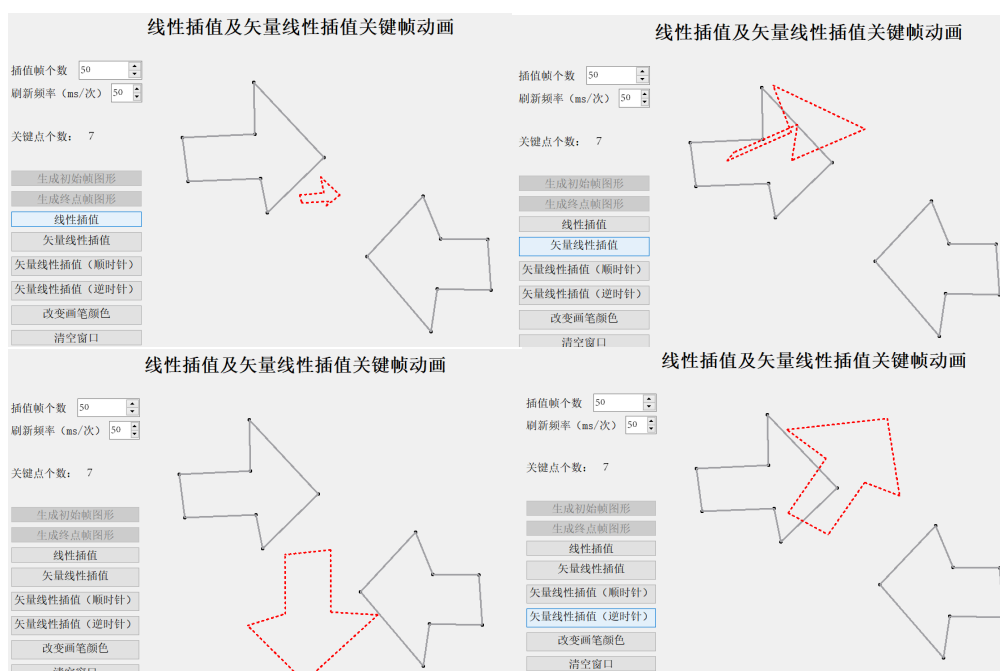 线性插值及矢量线性插值关键帧动画
插值帧个数 50
刷新频率（ms/次） 50
关键点个数： 7
生成初始帧图形
生成终点帧图形
线性插值
矢量线性插值
矢量线性插值（顺时针）
矢量线性插值（逆时针）
改变画笔颜色
清空窗口
线性插值及矢量线性插值关键帧动画
插值帧个数 50
刷新频率（ms/次） 50
关键点个数： 7
生成初始帧图形
生成终点帧图形
线性插值
矢量线性插值
矢量线性插值（顺时针）
矢量线性插值（逆时针）
改变画笔颜色
清空窗口
线性插值及矢量线性插值关键帧动画
插值帧个数 50
刷新频率（ms/次） 50
关键点个数： 7
生成初始帧图形
生成终点帧图形
线性插值
矢量线性插值
矢量线性插值（顺时针）
矢量线性插值（逆时针）
改变画笔颜色
清空窗口
线性插值及矢量线性插值关键帧动画
插值帧个数 50
刷新频率（ms/次） 50
关键点个数： 7
生成初始帧图形
生成终点帧图形
线性插值
矢量线性插值
矢量线性插值（顺时针）
矢量线性插值（逆时针）
改变画笔颜色
清空窗口